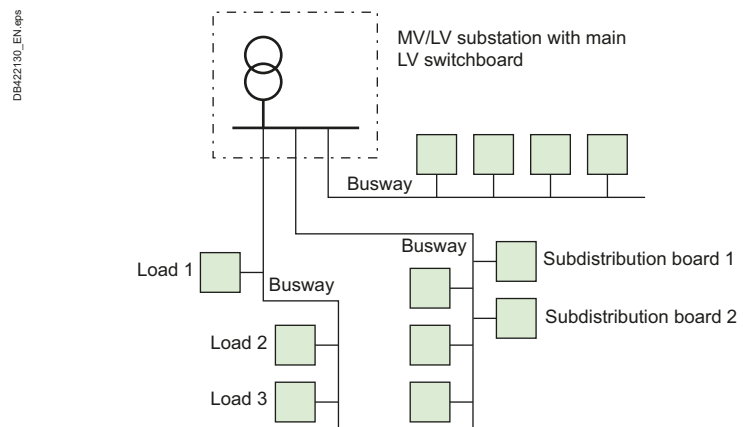 DB422130_EN.eps
MV/LV substation with main
LV switchboard
Busway
Busway
Subdistribution board 1
Load 1
Busway
Subdistribution board 2
Load 2
Load 3